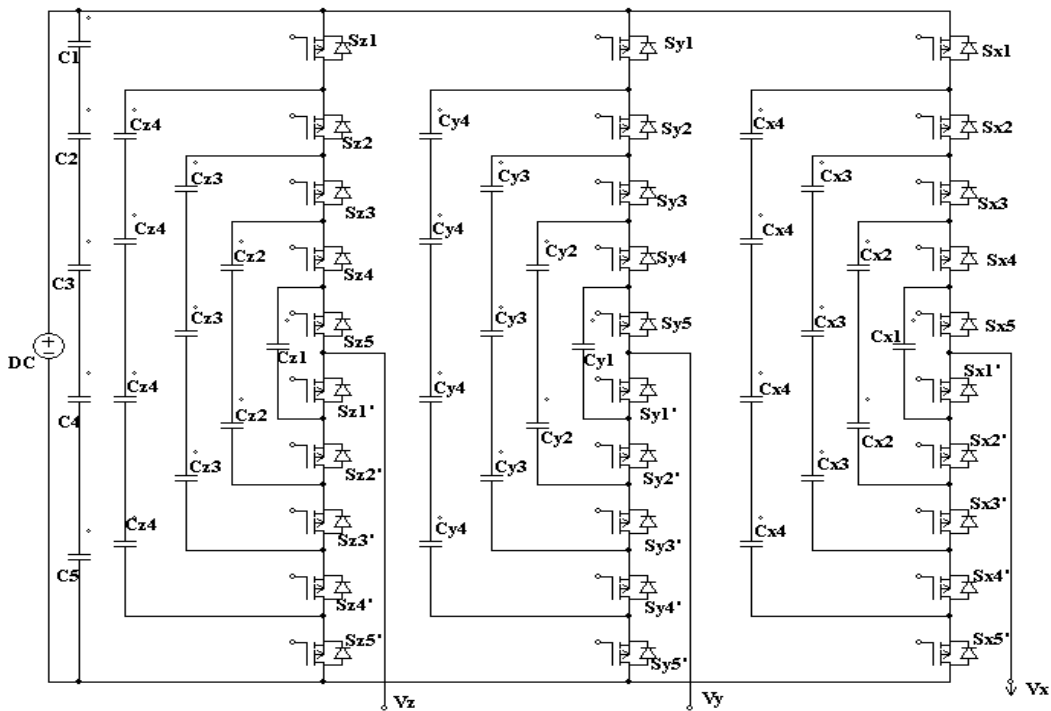 Sz1
Sy1
Sx1
C1
Cz4
Cy4
Cx4
Sz2
Sy2
Sx2
C2
Cz3
Cy3
Cx3
Sz3
Sy3
Sx3
Cz4
Cy4
Cx4
Cz2
Cy2
Cx2
Sz4
Sy4
Sx4
C3
Cz3
Cy3
Cx3
Sz5
Sy5
Sx5
DC
Cz1
Cy1
Cx1
Sz1'
Sy1'
Sx1'
C4
Cz4
Cy4
Cx4
Cz2
Cy2
Cx2
Sz2'
Sy2'
Sx2'
Cz3
Cy3
Cx3
Sz3'
Sy3'
Sx3'
Cz4
Cy4
Cx4
C5
Sz4'
Sy4'
Sx4'
Sz5'
Sy5'
Sx5'
Vz
Vy
Vx